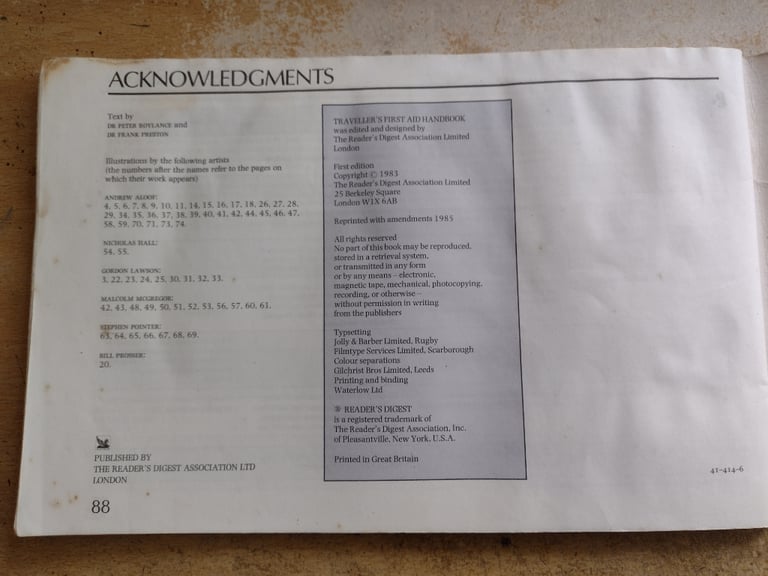 ACKNOWLEDGMENTS
Text by
DR PETER ROYLANCE and
DR FRANK PRESTON
Illustrations by the following artists
(the numbers after the names refer to the pages on
which their work appears)
ANDREW ALOOF:
4, 5, 6, 7, 8, 9, 10, 11, 14, 15, 16, 17, 18, 26, 27, 28,
29, 34, 35, 36, 37, 38, 39, 40, 41, 42, 44, 45, 46, 47,
58, 59, 70, 71, 73, 74.
NICHOLAS HALL:
54, 55.
GORDON LAWSON:
3, 22, 23, 24, 25, 30, 31, 32, 33.
MALCOLM MCGREGOR:
42, 43, 48, 49, 50, 51, 52, 53, 56, 57, 60, 61.
STEPHEN POINTER:
63, 64, 65, 66, 67, 68, 69.
BILL PROSSER:
20.
PUBLISHED BY
THE READER'S DIGEST ASSOCIATION LTD
LONDON
88
TRAVELLER'S FIRST AID HANDBOOK
was edited and designed by
The Reader's Digest Association Limited
London
First edition
Copyright © 1983
The Reader's Digest Association Limited
25 Berkeley Square
London W1X 6AB
Reprinted with amendments 1985
All rights reserved
No part of this book may be reproduced,
stored in a retrieval system,
or transmitted in any form
or by any means – electronic,
magnetic tape, mechanical, photocopying,
recording, or otherwise –
without permission in writing
from the publishers
Typsetting
Jolly & Barber Limited, Rugby
Filmtype Services Limited, Scarborough
Colour separations
Gilchrist Bros Limited, Leeds
Printing and binding
Waterlow Ltd
® READER'S DIGEST
is a registered trademark of
The Reader's Digest Association, Inc.
of Pleasantville, New York, U.S.A.
Printed in Great Britain
41-414-6